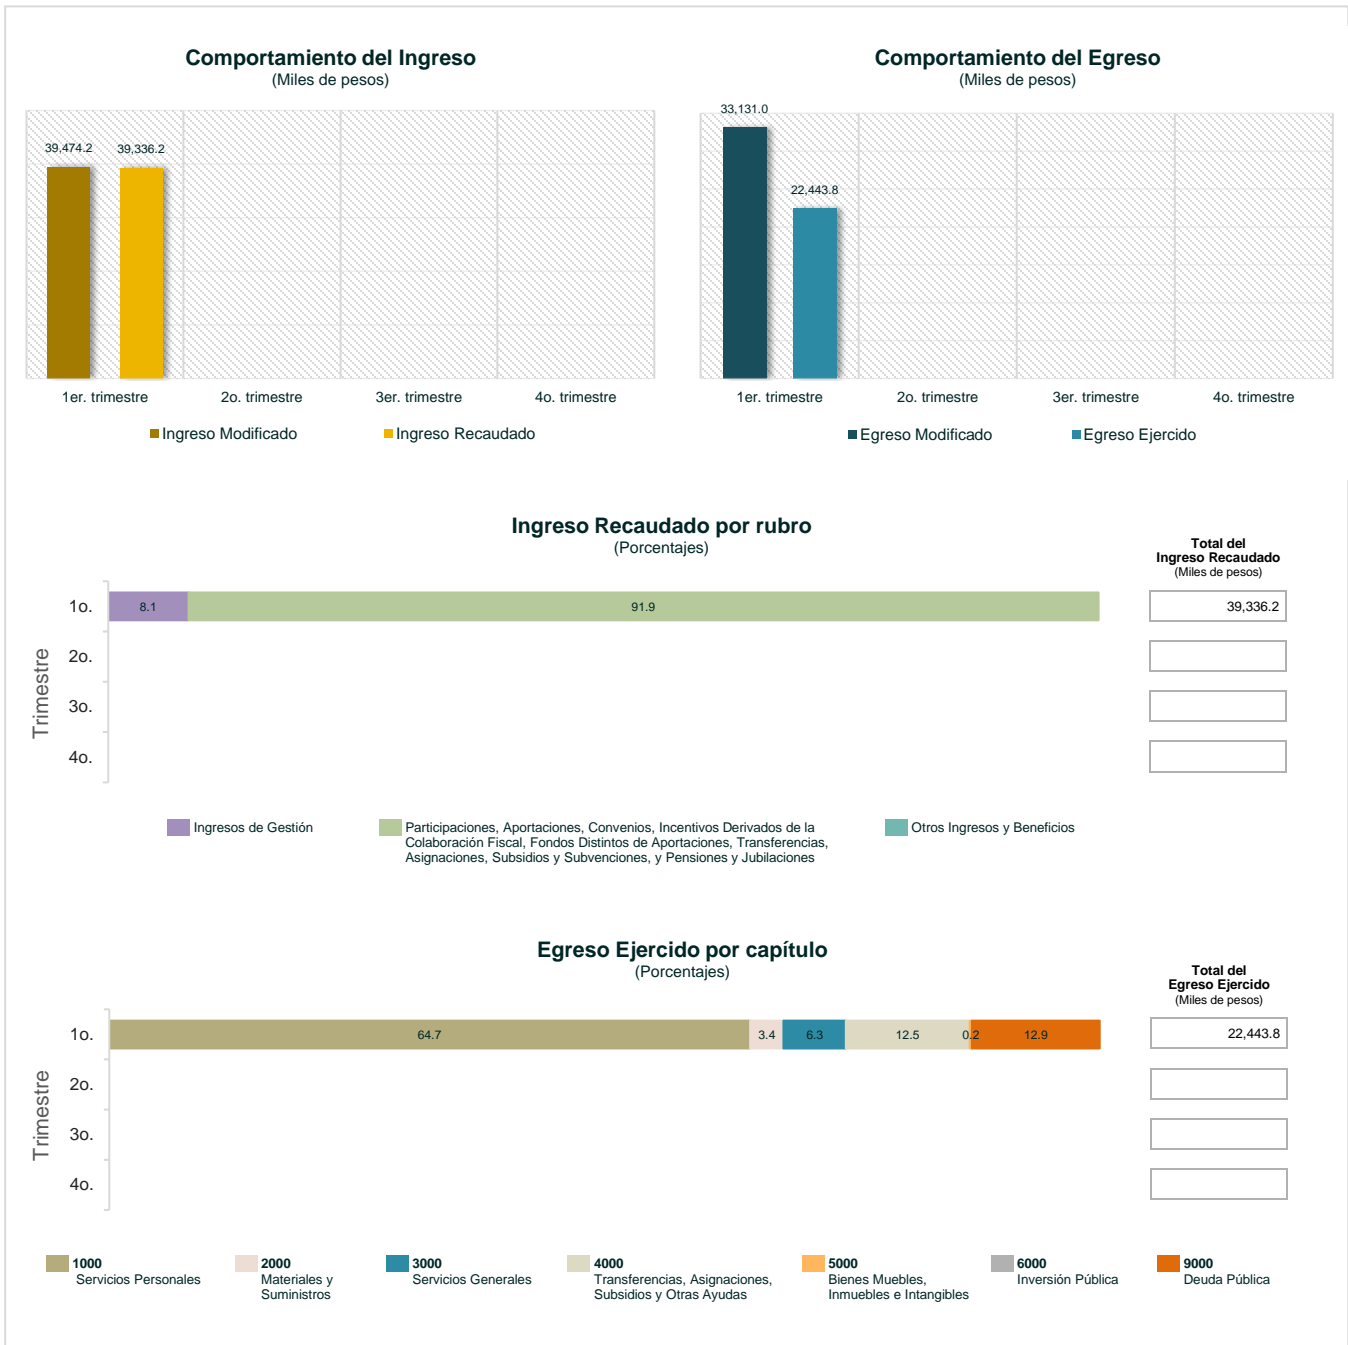 Comportamiento del Ingreso
(Miles de pesos)
39,474.2
39,336.2
1er. trimestre
2o. trimestre
3er. trimestre
4o. trimestre
Ingreso Modificado
Ingreso Recaudado
Comportamiento del Egreso
(Miles de pesos)
33,131.0
22,443.8
1er. trimestre
2o. trimestre
3er. trimestre
4o. trimestre
Egreso Modificado
Egreso Ejercido
Ingreso Recaudado por rubro
(Porcentajes)
Total del
Ingreso Recaudado
(Miles de pesos)
Trimestre
1o.
8.1
91.9
39,336.2
2o.
3o.
4o.
Ingresos de Gestión
Participaciones, Aportaciones, Convenios, Incentivos Derivados de la
Colaboración Fiscal, Fondos Distintos de Aportaciones, Transferencias,
Asignaciones, Subsidios y Subvenciones, y Pensiones y Jubilaciones
Otros Ingresos y Beneficios
Egreso Ejercido por capítulo
(Porcentajes)
Total del
Egreso Ejercido
(Miles de pesos)
Trimestre
1o.
64.7
3.4
6.3
12.5
0.2
12.9
22,443.8
2o.
3o.
4o.
1000
Servicios Personales
2000
Materiales y
Suministros
3000
Servicios Generales
4000
Transferencias, Asignaciones,
Subsidios y Otras Ayudas
5000
Bienes Muebles,
Inmuebles e Intangibles
6000
Inversión Pública
9000
Deuda Pública